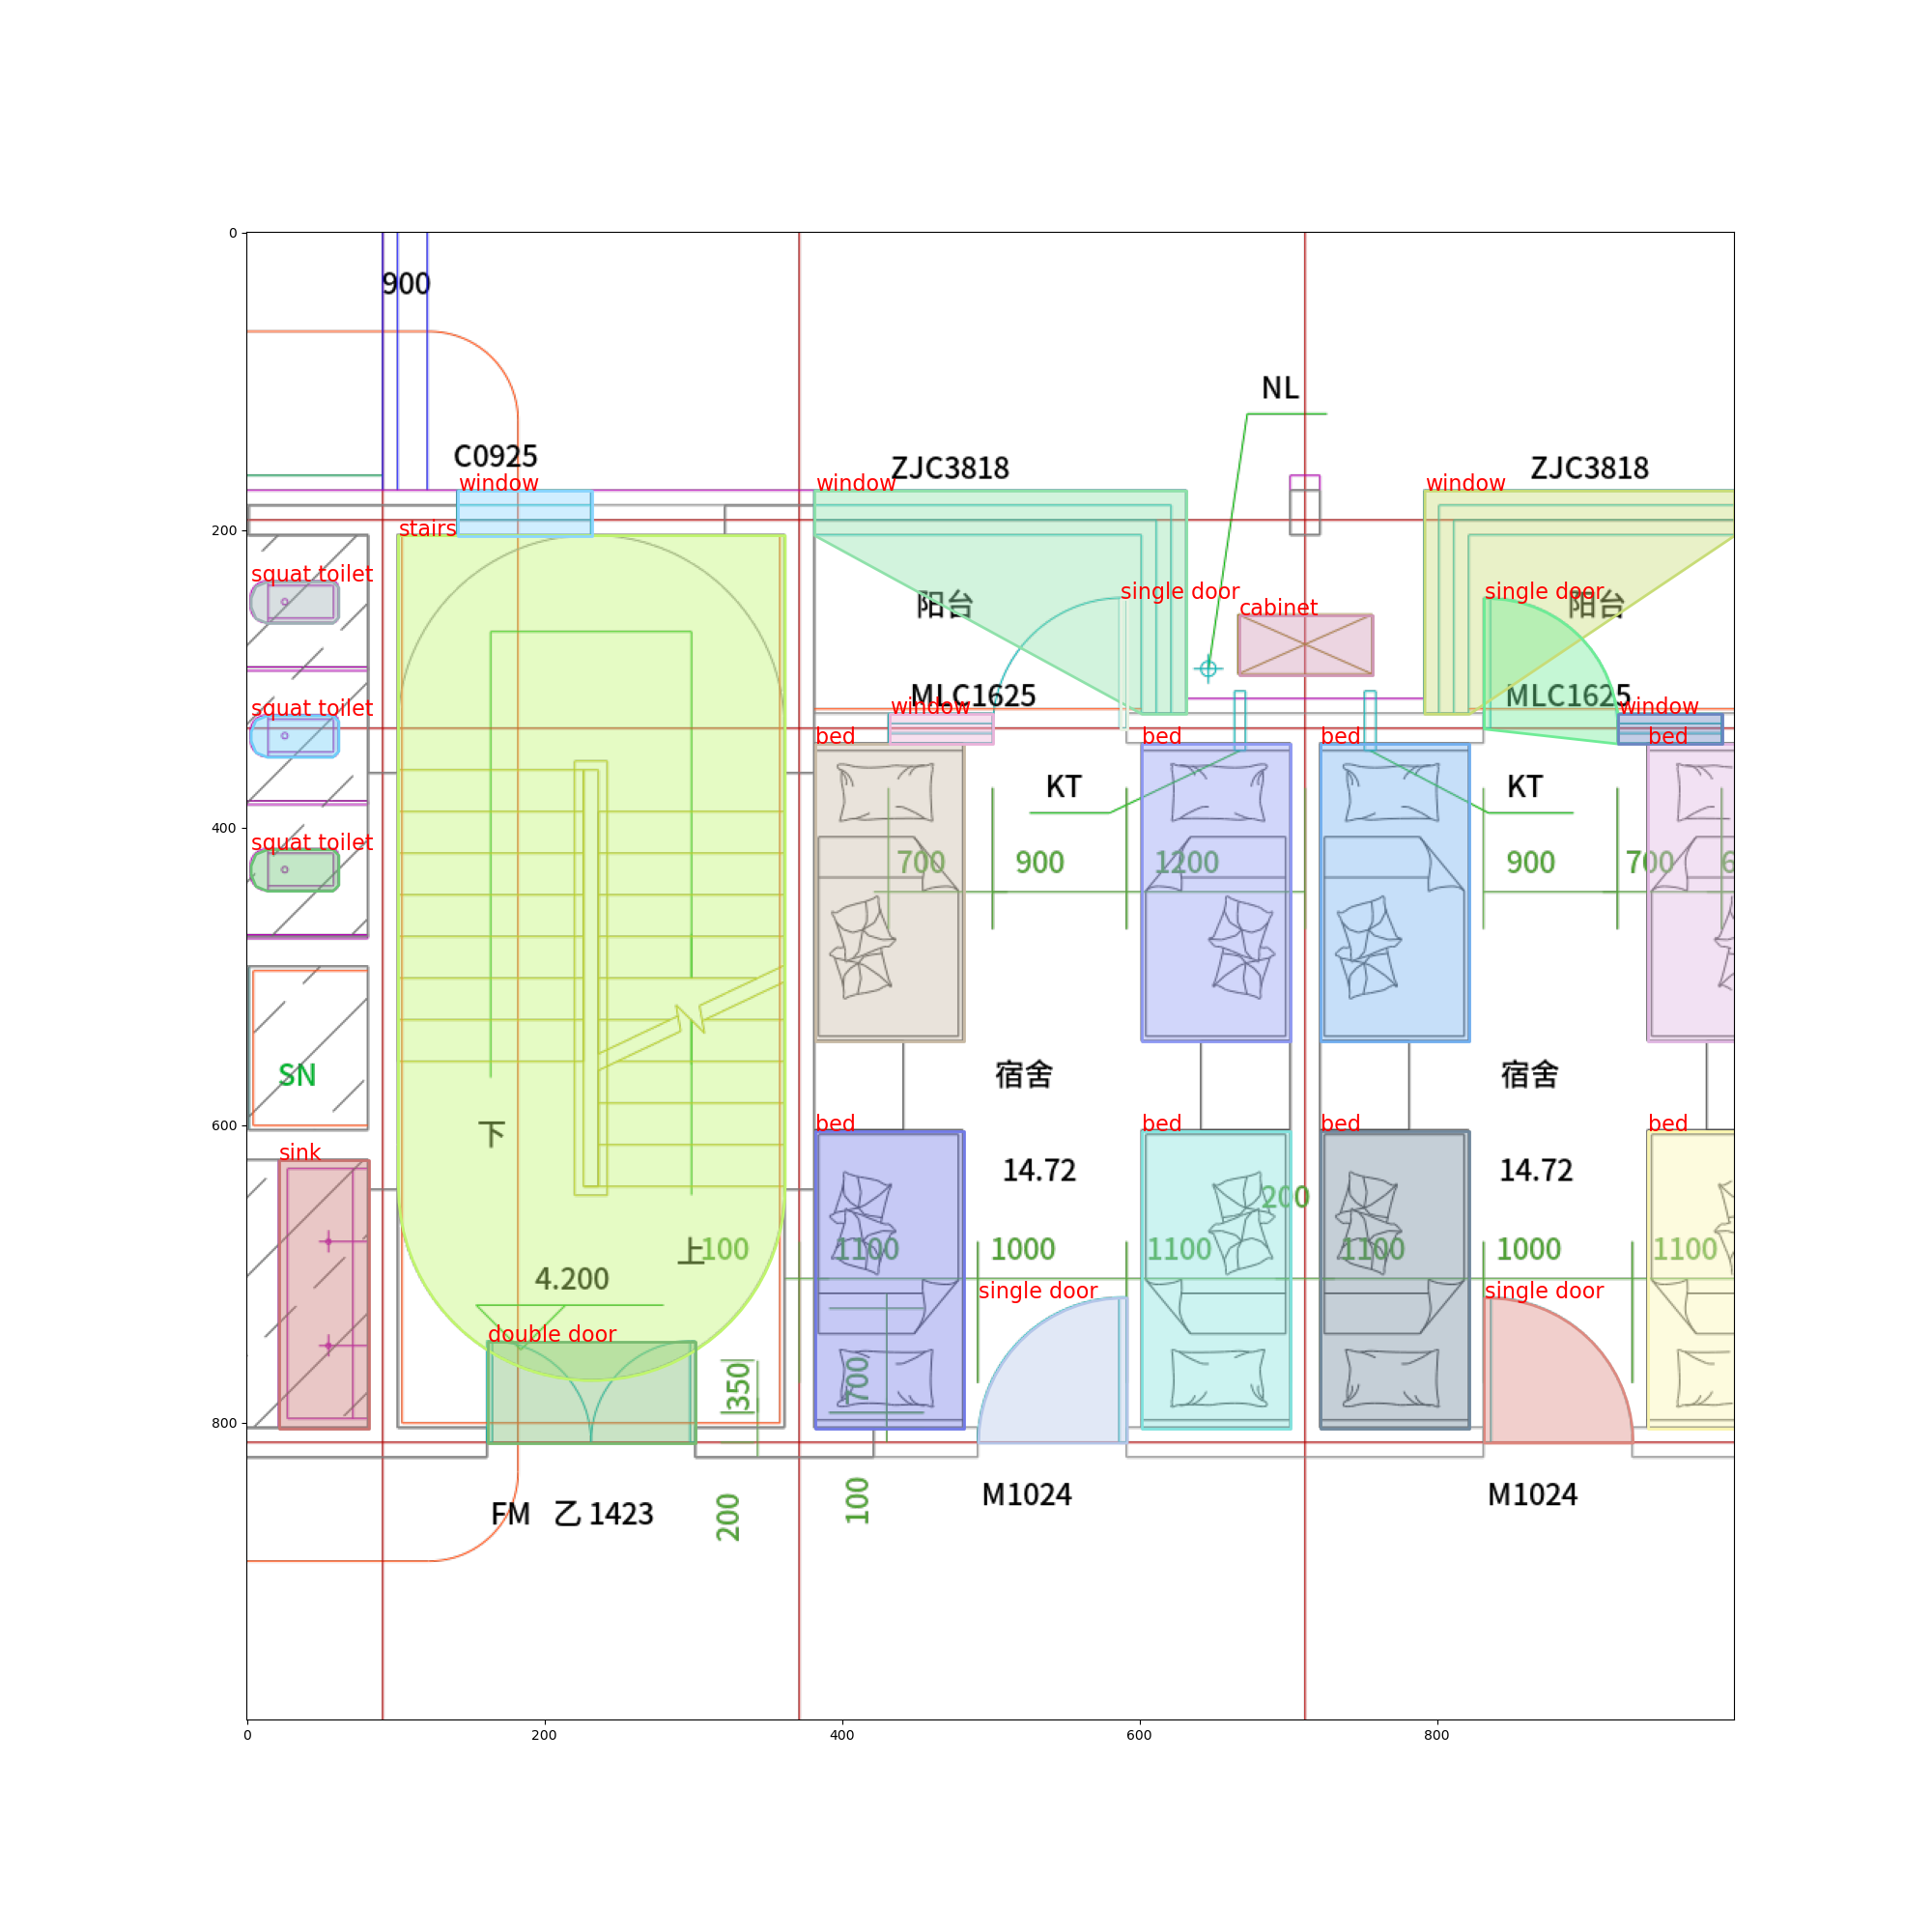 0
900
NL
C0925
ZJC3818
ZJC3818
window
window
window
200
stairs
squat toilet
阳台
single door
cabinet
single door
阳台
squat toilet
MLC1625
window
MLC1625
window
bed
bed
bed
bed
KT
KT
400
squat toilet
700
900
1200
900
700
6
SN
宿舍
宿舍
600
下
bed
bed
bed
bed
sink
14.72
14.72
200
上
100
1100
1000
1100
1100
1000
1100
4.200
single door
single door
double door
350
700
800
FM 乙 1423
200
100
M1024
M1024
0
200
400
600
800